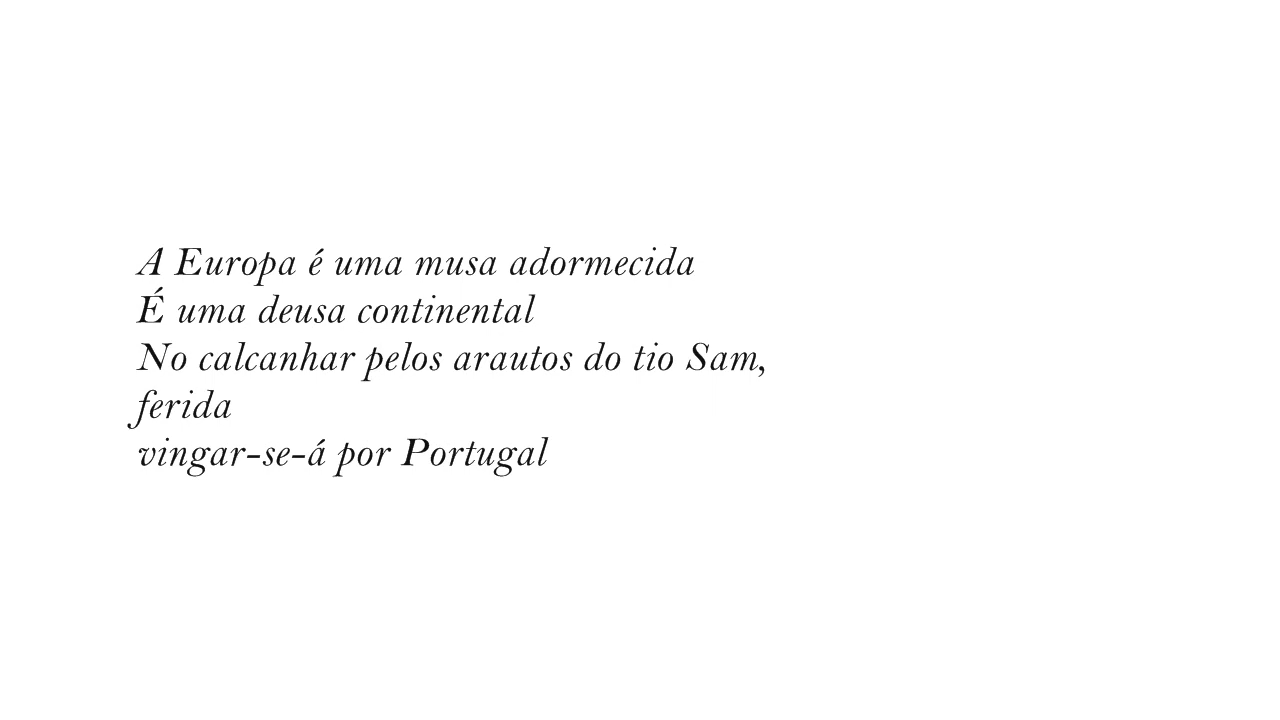 A Europa é uma musa adormecida
É uma deusa continental
No calcanhar pelos arautos do tio Sam,
ferida
vingar-se-á por Portugal